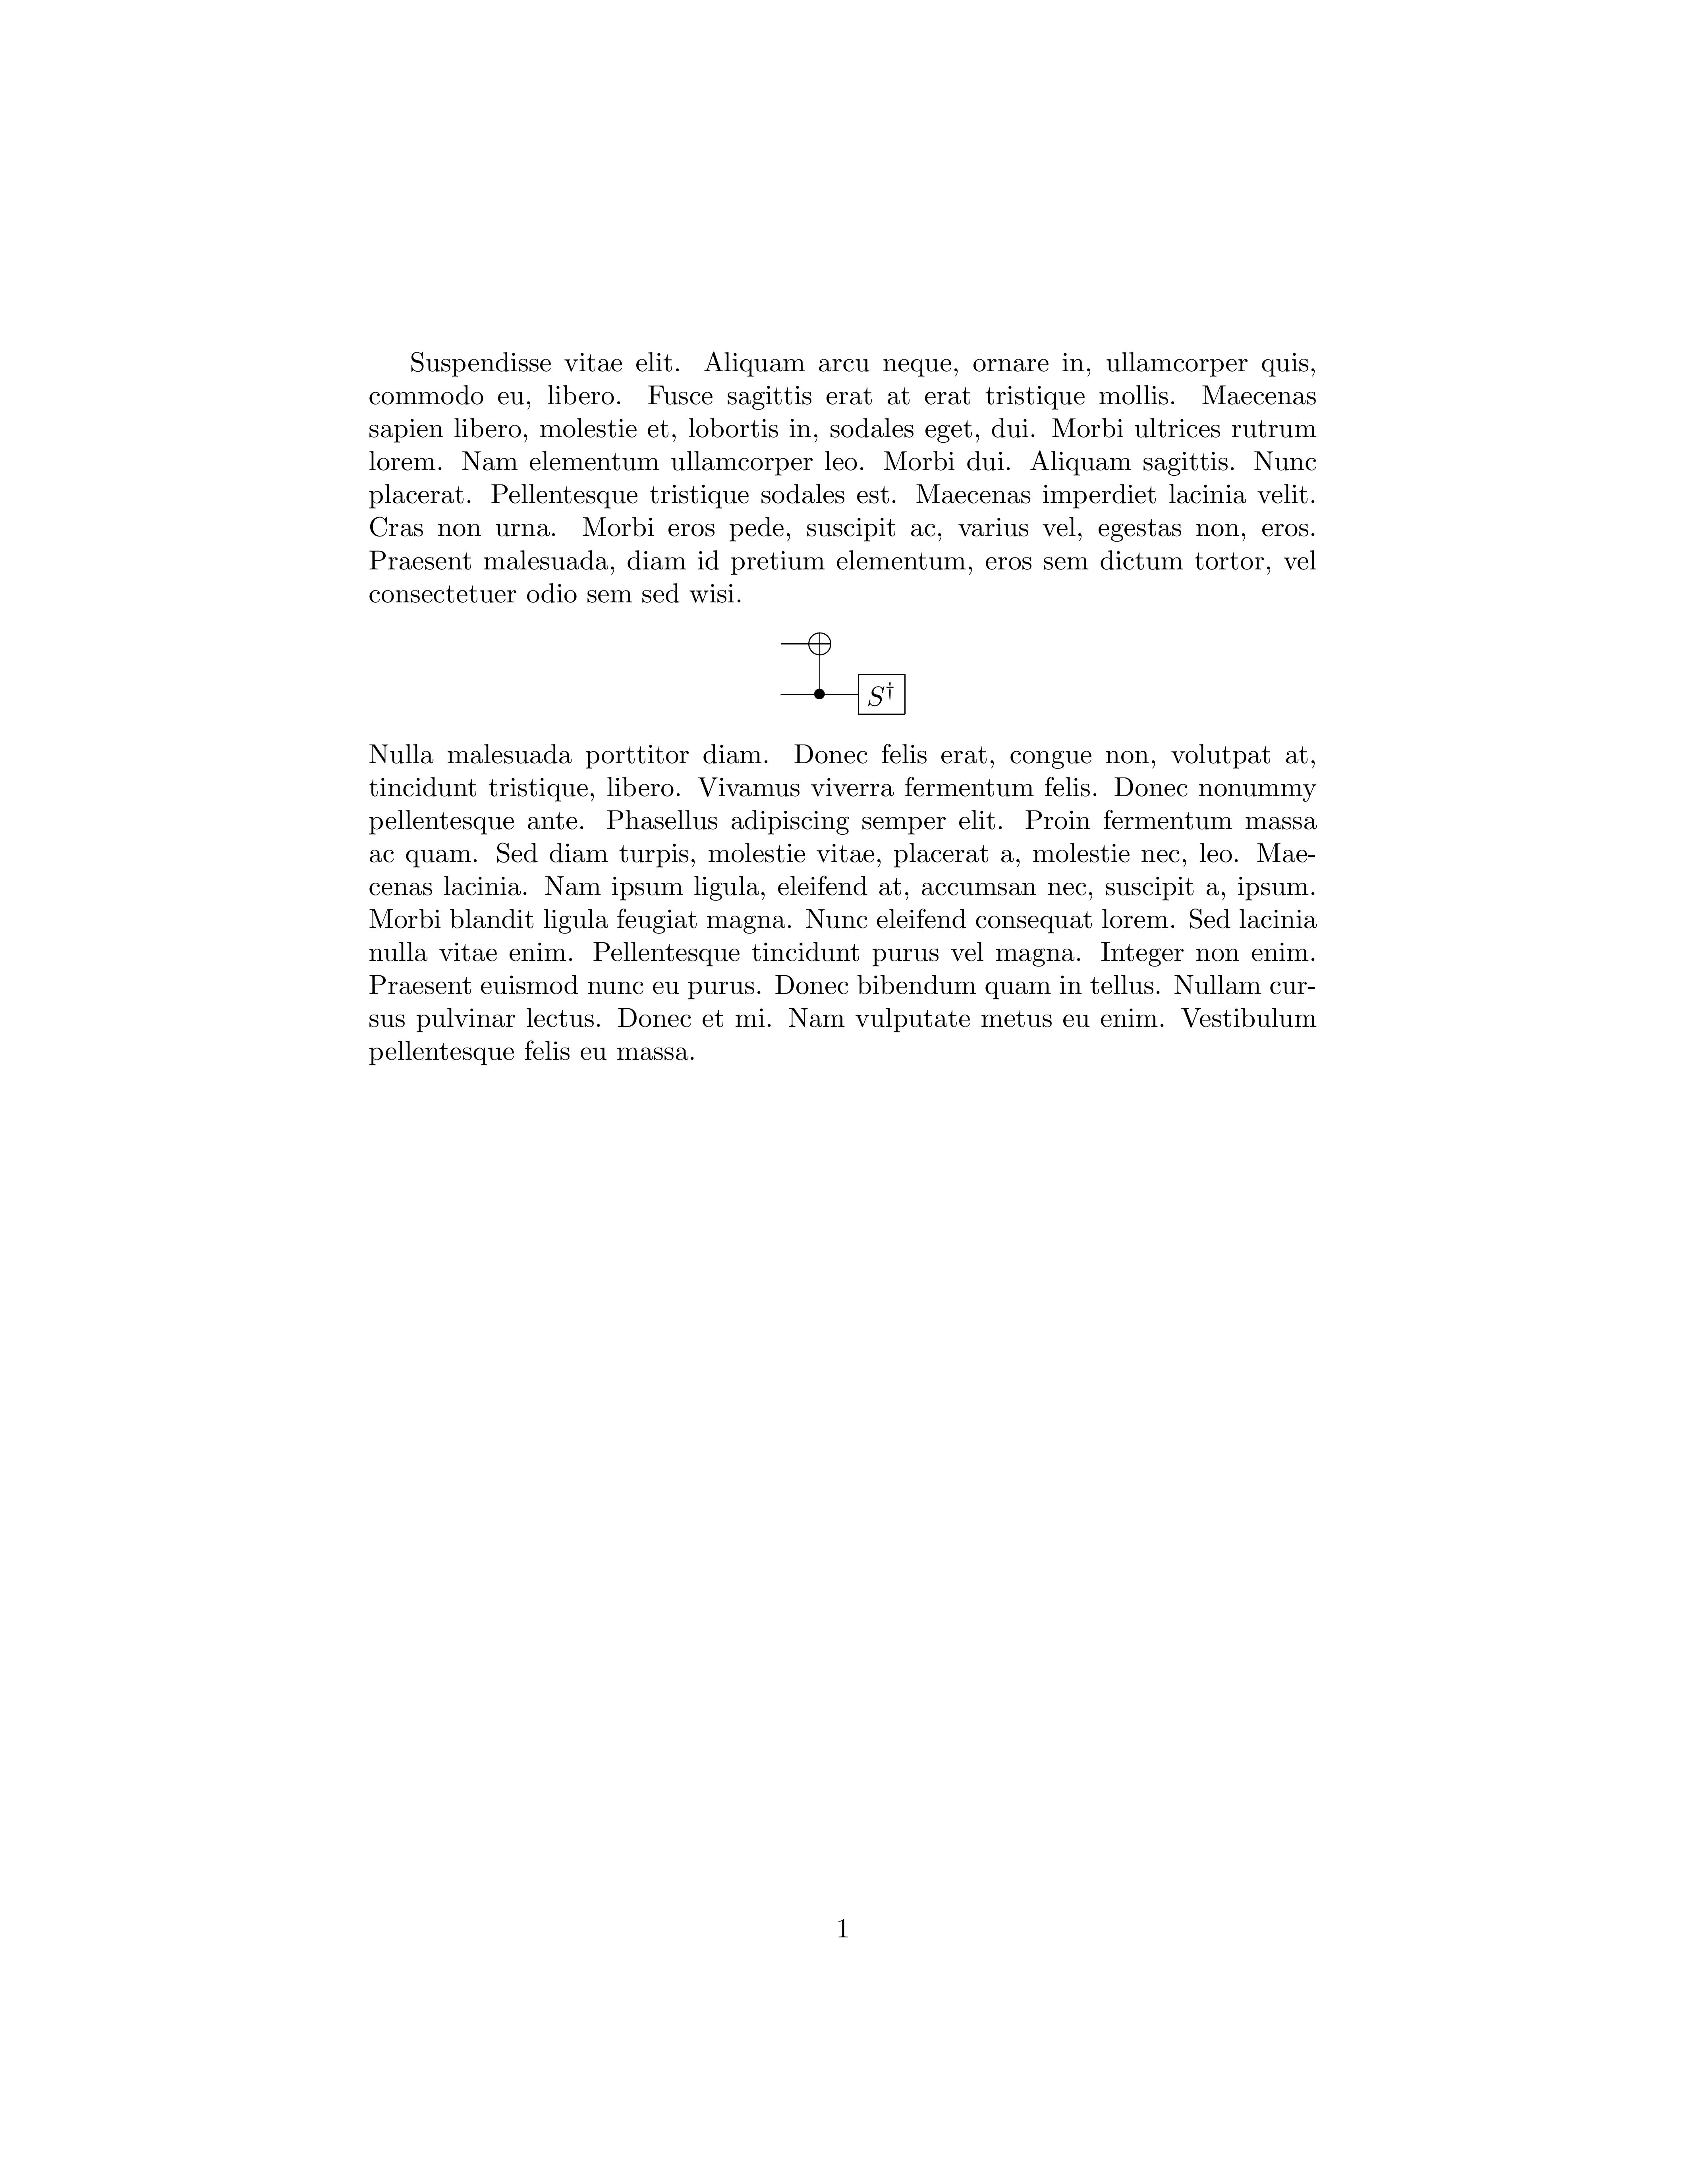 Suspendisse vitae elit. Aliquam arcu neque, ornare in, ullamcorper quis,
commodo eu, libero. Fusce sagittis erat at erat tristique mollis. Maecenas
sapien libero, molestie et, lobortis in, sodales eget, dui. Morbi ultrices rutrum
lorem. Nam elementum ullamcorper leo. Morbi dui. Aliquam sagittis. Nunc
placerat. Pellentesque tristique sodales est. Maecenas imperdiet lacinia velit.
Cras non urna. Morbi eros pede, suscipit ac, varius vel, egestas non, eros.
Praesent malesuada, diam id pretium elementum, eros sem dictum tortor, vel
consectetuer odio sem sed wisi.
S†
Nulla malesuada porttitor diam. Donec felis erat, congue non, volutpat at,
tincidunt tristique, libero. Vivamus viverra fermentum felis. Donec nonummy
pellentesque ante. Phasellus adipiscing semper elit. Proin fermentum massa
ac quam. Sed diam turpis, molestie vitae, placerat a, molestie nec, leo. Mae-
cenas lacinia. Nam ipsum ligula, eleifend at, accumsan nec, suscipit a, ipsum.
Morbi blandit ligula feugiat magna. Nunc eleifend consequat lorem. Sed lacinia
nulla vitae enim. Pellentesque tincidunt purus vel magna. Integer non enim.
Praesent euismod nunc eu purus. Donec bibendum quam in tellus. Nullam cur-
sus pulvinar lectus. Donec et mi. Nam vulputate metus eu enim. Vestibulum
pellentesque felis eu massa.
1